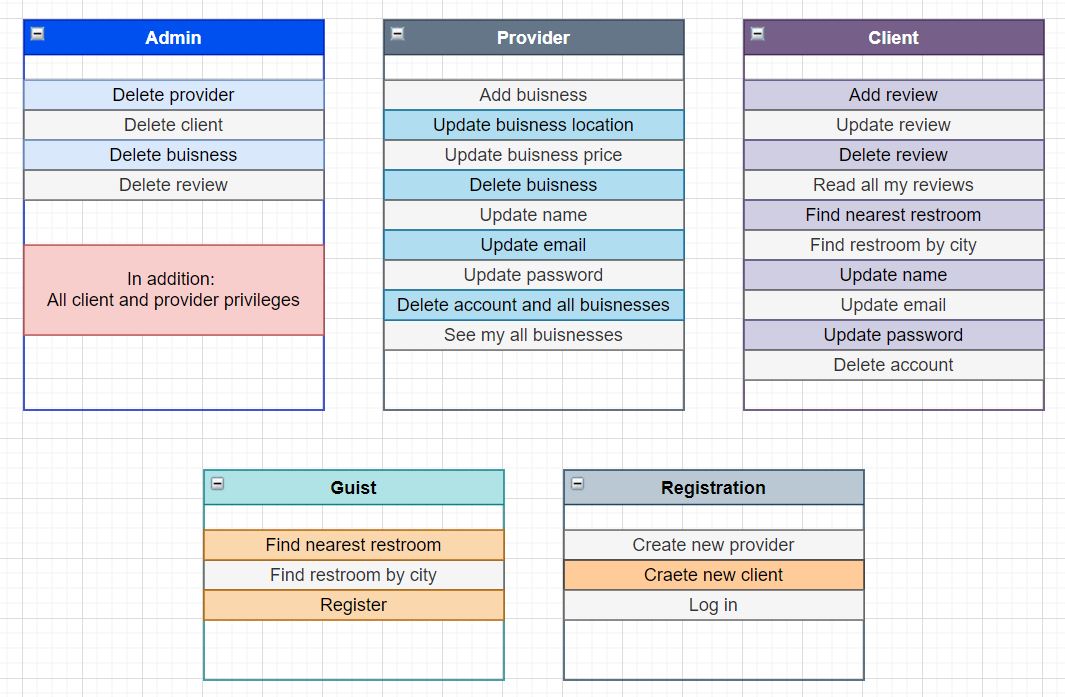 Admin
Delete provider
Delete client
Delete buisness
Delete review
In addition:
All client and provider privileges
Provider
Add buisness
Update buisness location
Update buisness price
Delete buisness
Update name
Update email
Update password
Delete account and all buisnesses
See my all buisnesses
Client
Add review
Update review
Delete review
Read all my reviews
Find nearest restroom
Find restroom by city
Update name
Update email
Update password
Delete account
Guist
Find nearest restroom
Find restroom by city
Register
Registration
Create new provider
Craete new client
Log in